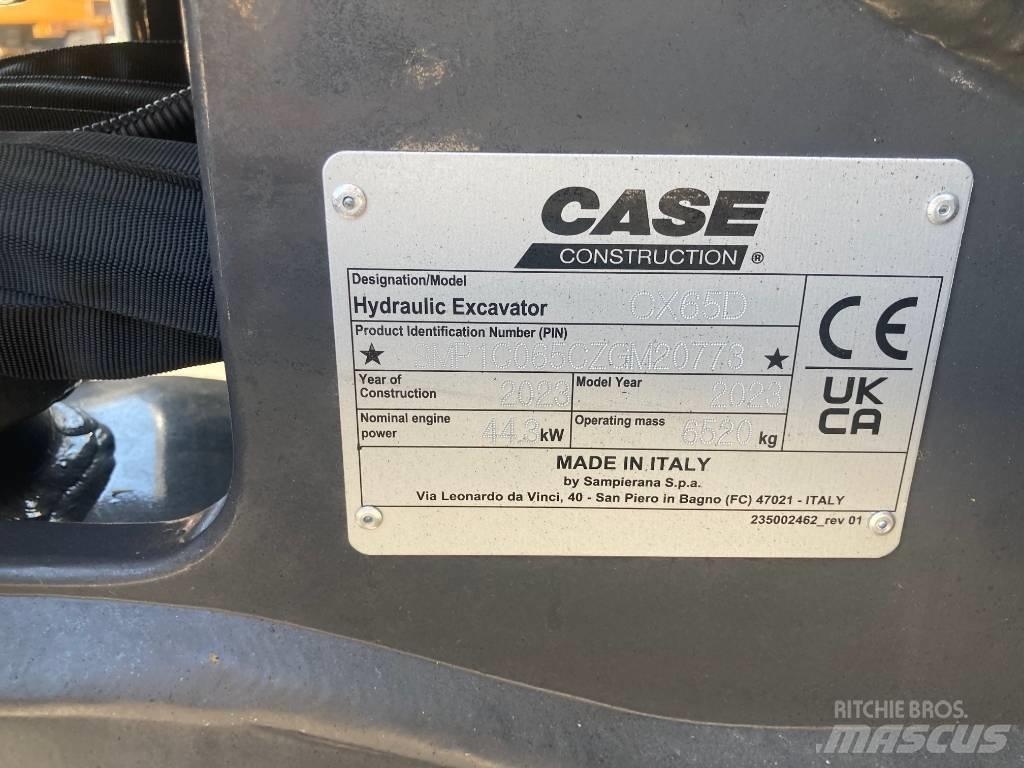 CASE
CONSTRUCTION ®
Designation/Model
Hydraulic Excavator CX65D
Product Identification Number (PIN)
★ SMP1C065CZGM20773 ★
Year of Construction 2023 Model Year 2023
Nominal engine power 44.3 kW Operating mass 6520 kg
MADE IN ITALY
by Sampierana S.p.a.
Via Leonardo da Vinci, 40 - San Piero in Bagno (FC) 47021 - ITALY
235002462_rev 01
CE
UK
CA
RITCHIE BROS.
MASCUS